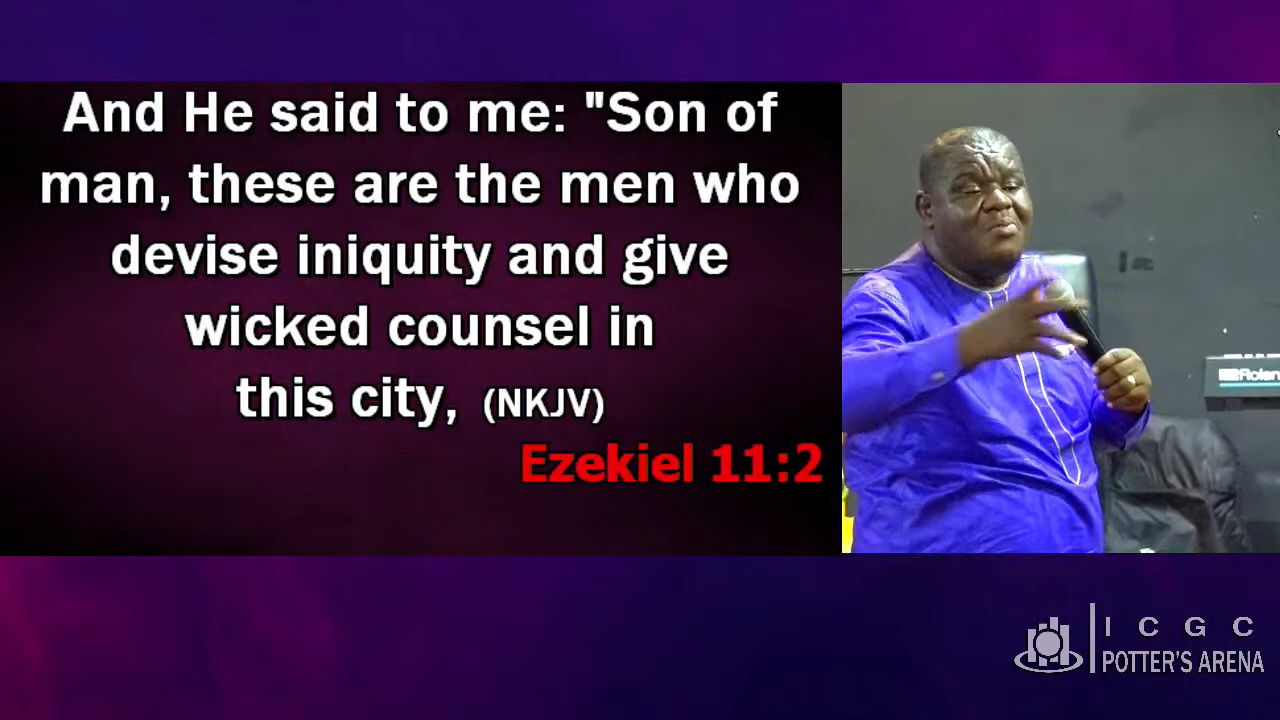 And He said to me: "Son of
man, these are the men who
devise iniquity and give
wicked counsel in
this city, (NKJV)
Ezekiel 11:2
Roland
I C G C
POTTER'S ARENA